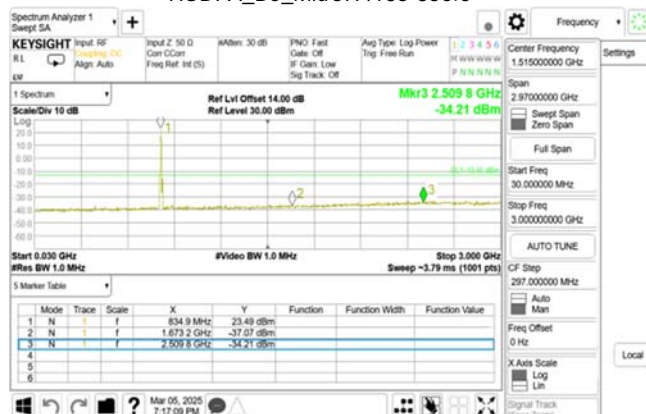 Spectrum Analyzer 1
Swept SA
Frequency
KEYSIGHT
Input: RF
Coupling: DC
Align: Auto
Input Z: 50 Ω
Corr CCorr
Freq Ref: Int (S)
#Atten: 30 dB
PNO: Fast
Gate: Off
IF Gain: Low
Sig Track: Off
Avg Type: Log-Power
Trig: Free Run
1 2 3 4 5 6
M W W W W W
P N N N N N
RL
1 Spectrum
Scale/Div 10 dB
Ref Lvl Offset 14.00 dB
Ref Level 30.00 dBm
Mkr3 2.509 8 GHz
-34.21 dBm
Log
20.0
10.0
0.00
-10.0
-20.0
-30.0
-40.0
-50.0
-60.0
1
2
3
Start 0.030 GHz
#Res BW 1.0 MHz
#Video BW 1.0 MHz
Stop 3.000 GHz
Sweep ~3.79 ms (1001 pts)
5 Marker Table
Mode Trace Scale X Y Function Function Width Function Value
1 N 1 f 834.9 MHz 23.49 dBm
2 N 1 f 1.673 2 GHz -37.07 dBm
3 N 1 f 2.509 8 GHz -34.21 dBm
4
5
6
Mar 05, 2025
7:17:09 PM
Center Frequency
1.515000000 GHz
Settings
Span
2.97000000 GHz
Swept Span
Zero Span
Full Span
Start Freq
30.000000 MHz
Stop Freq
3.000000000 GHz
AUTO TUNE
CF Step
297.000000 MHz
Auto
Man
Freq Offset
0 Hz
Local
X Axis Scale
Log
Lin
Signal Track